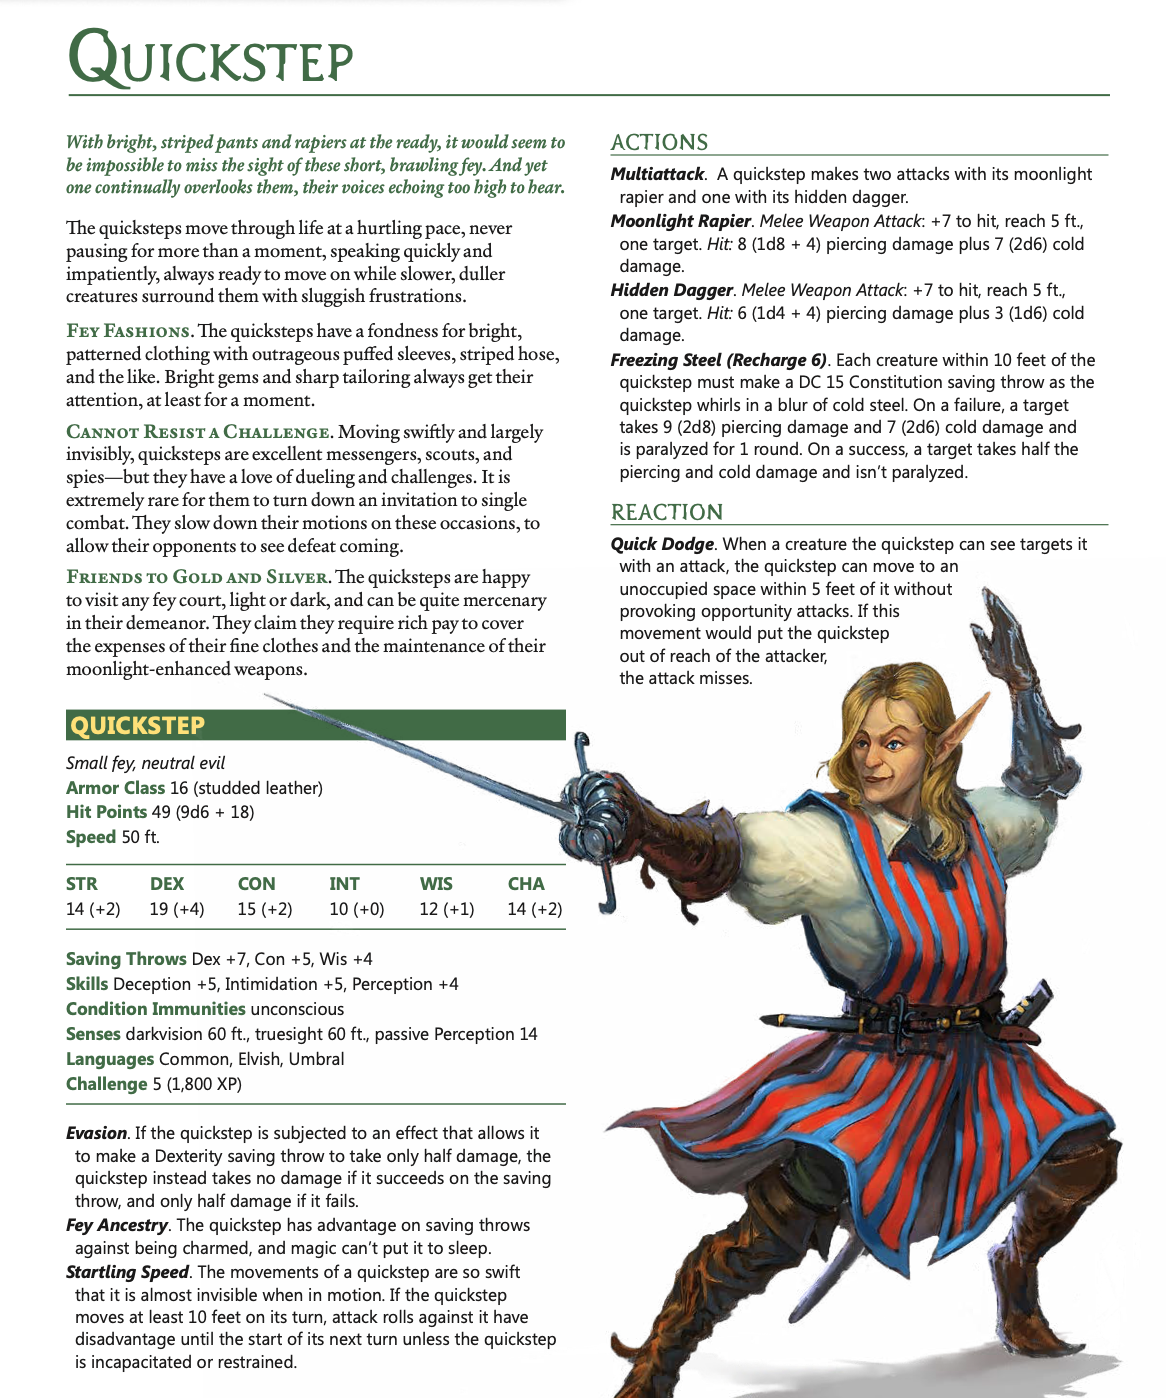 QUICKSTEP
With bright, striped pants and rapiers at the ready, it would seem to
be impossible to miss the sight of these short, brawling fey. And yet
one continually overlooks them, their voices echoing too high to hear.
The quicksteps move through life at a hurtling pace, never
pausing for more than a moment, speaking quickly and
impatiently, always ready to move on while slower, duller
creatures surround them with sluggish frustrations.
FEY FASHIONS. The quicksteps have a fondness for bright,
patterned clothing with outrageous puffed sleeves, striped hose,
and the like. Bright gems and sharp tailoring always get their
attention, at least for a moment.
CANNOT RESIST A CHALLENGE. Moving swiftly and largely
invisibly, quicksteps are excellent messengers, scouts, and
spies—but they have a love of dueling and challenges. It is
extremely rare for them to turn down an invitation to single
combat. They slow down their motions on these occasions, to
allow their opponents to see defeat coming.
FRIENDS TO GOLD AND SILVER. The quicksteps are happy
to visit any fey court, light or dark, and can be quite mercenary
in their demeanor. They claim they require rich pay to cover
the expenses of their fine clothes and the maintenance of their
moonlight-enhanced weapons.
QUICKSTEP
Small fey, neutral evil
Armor Class 16 (studded leather)
Hit Points 49 (9d6 + 18)
Speed 50 ft.
STR DEX CON INT WIS CHA
14 (+2) 19 (+4) 15 (+2) 10 (+0) 12 (+1) 14 (+2)
Saving Throws Dex +7, Con +5, Wis +4
Skills Deception +5, Intimidation +5, Perception +4
Condition Immunities unconscious
Senses darkvision 60 ft., truesight 60 ft., passive Perception 14
Languages Common, Elvish, Umbral
Challenge 5 (1,800 XP)
Evasion. If the quickstep is subjected to an effect that allows it
to make a Dexterity saving throw to take only half damage, the
quickstep instead takes no damage if it succeeds on the saving
throw, and only half damage if it fails.
Fey Ancestry. The quickstep has advantage on saving throws
against being charmed, and magic can't put it to sleep.
Startling Speed. The movements of a quickstep are so swift
that it is almost invisible when in motion. If the quickstep
moves at least 10 feet on its turn, attack rolls against it have
disadvantage until the start of its next turn unless the quickstep
is incapacitated or restrained.
ACTIONS
Multiattack. A quickstep makes two attacks with its moonlight
rapier and one with its hidden dagger.
Moonlight Rapier. Melee Weapon Attack: +7 to hit, reach 5 ft.,
one target. Hit: 8 (1d8 + 4) piercing damage plus 7 (2d6) cold
damage.
Hidden Dagger. Melee Weapon Attack: +7 to hit, reach 5 ft.,
one target. Hit: 6 (1d4 + 4) piercing damage plus 3 (1d6) cold
damage.
Freezing Steel (Recharge 6). Each creature within 10 feet of the
quickstep must make a DC 15 Constitution saving throw as the
quickstep whirls in a blur of cold steel. On a failure, a target
takes 9 (2d8) piercing damage and 7 (2d6) cold damage and
is paralyzed for 1 round. On a success, a target takes half the
piercing and cold damage and isn't paralyzed.
REACTION
Quick Dodge. When a creature the quickstep can see targets it
with an attack, the quickstep can move to an
unoccupied space within 5 feet of it without
provoking opportunity attacks. If this
movement would put the quickstep
out of reach of the attacker,
the attack misses.